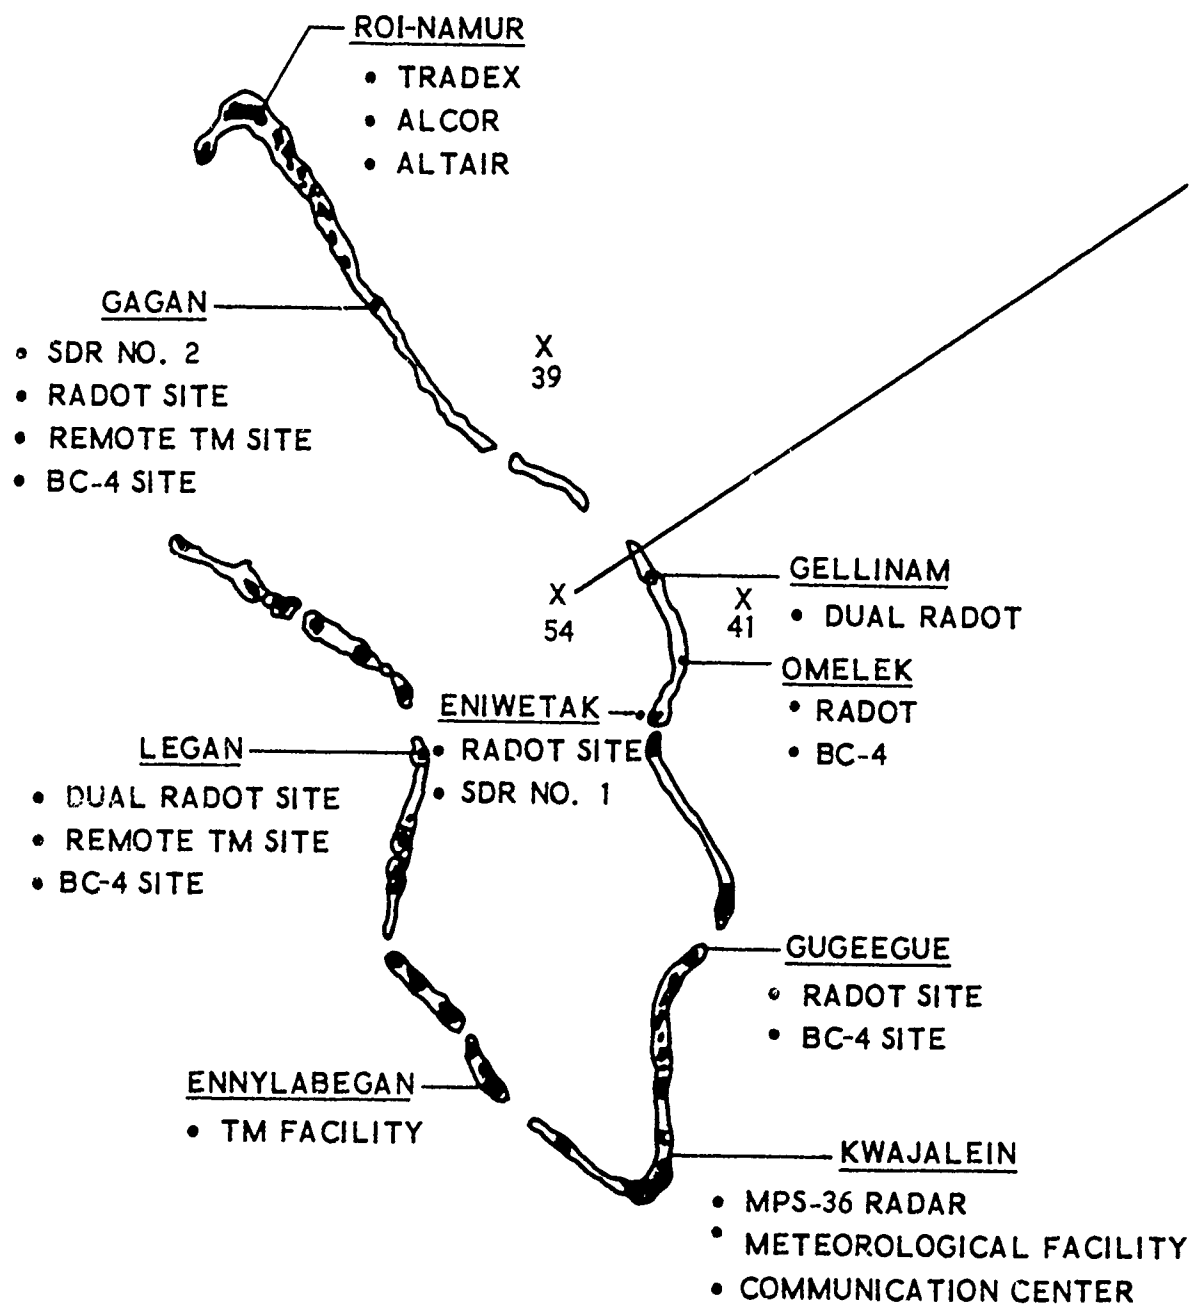 ROI-NAMUR
• TRADEX
• ALCOR
• ALTAIR
GAGAN
• SDR NO. 2
• RADOT SITE
• REMOTE TM SITE
• BC-4 SITE
X
39
X
54
X
41
GELLINAM
• DUAL RADOT
OMELEK
• RADOT
• BC-4
ENIWETAK
• RADOT SITE
• SDR NO. 1
LEGAN
• DUAL RADOT SITE
• REMOTE TM SITE
• BC-4 SITE
GUGEEGUE
• RADOT SITE
• BC-4 SITE
ENNYLABEGAN
• TM FACILITY
KWAJALEIN
• MPS-36 RADAR
• METEOROLOGICAL FACILITY
• COMMUNICATION CENTER